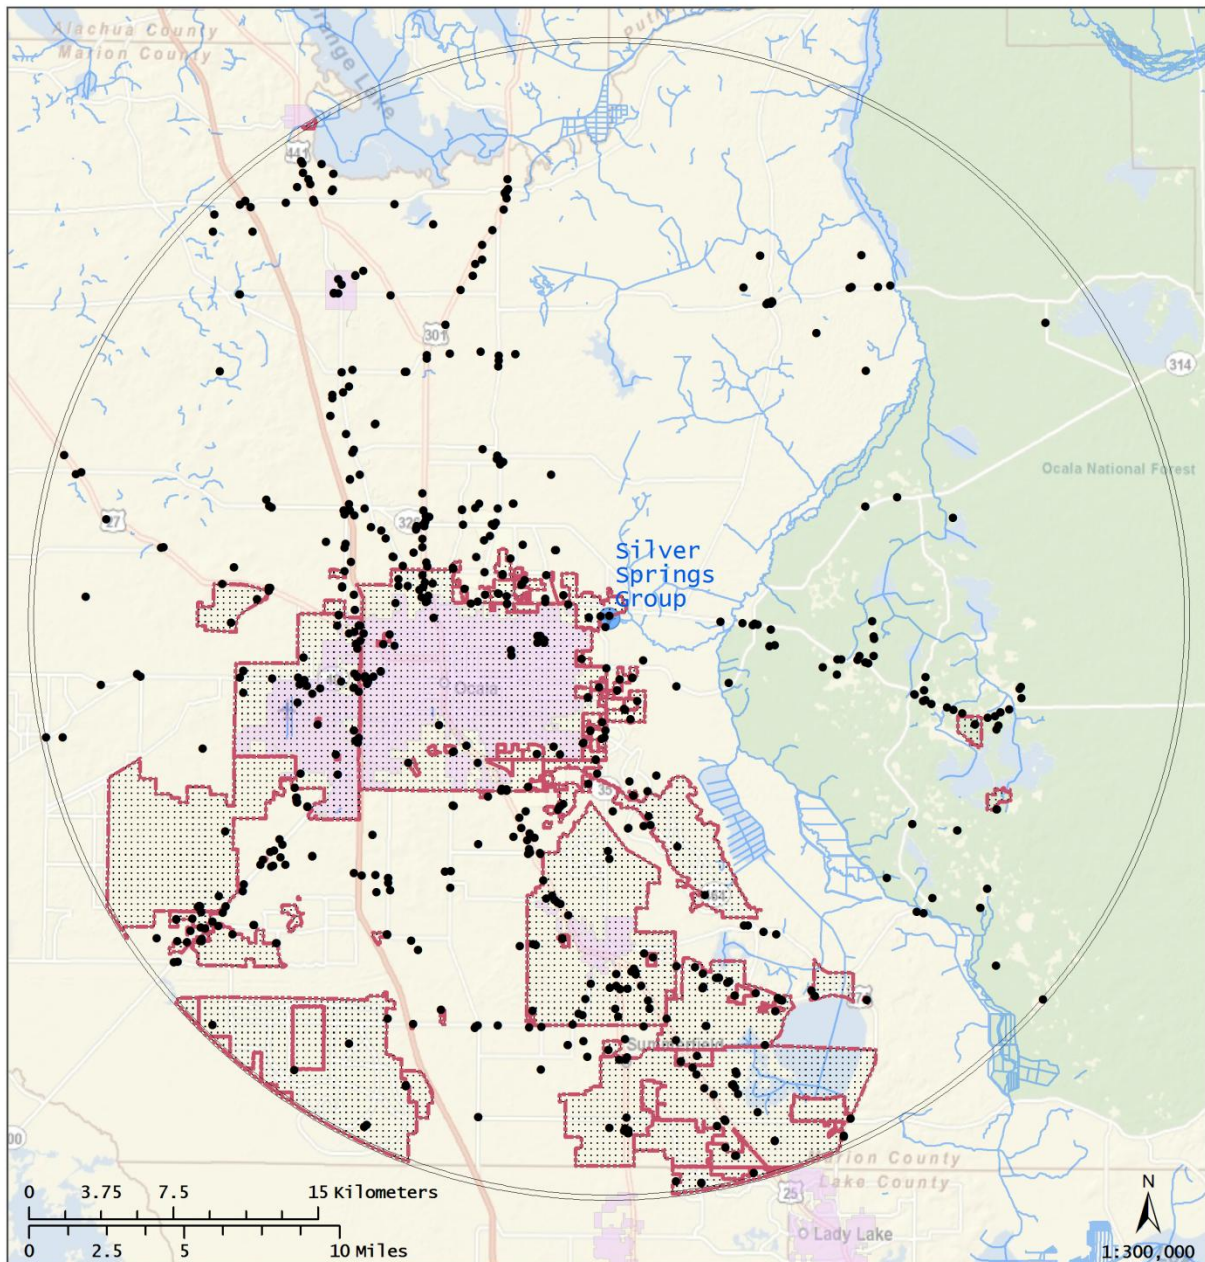 Alachua County
Marion County
Orange Lake
441
301
314
Ocala National Forest
27
326
Silver
Springs
Group
Ocala
35
464
Summerfield
Marion County
Lake County
25
Lady Lake
0 3.75 7.5 15 Kilometers
0 2.5 5 10 Miles
N
1:300,000